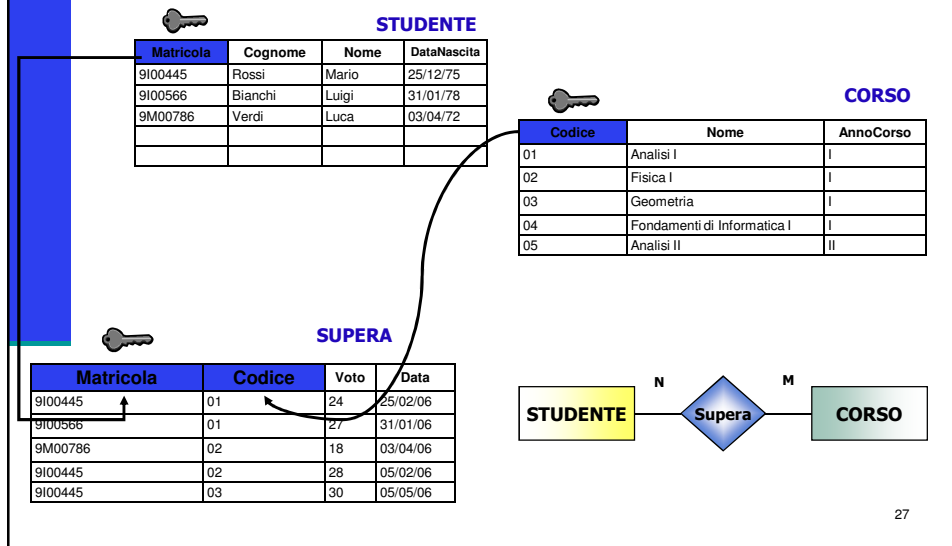 STUDENTE
Matricola Cognome Nome DataNascita
9I00445 Rossi Mario 25/12/75
9I00566 Bianchi Luigi 31/01/78
9M00786 Verdi Luca 03/04/72
CORSO
Codice Nome AnnoCorso
01 Analisi I I
02 Fisica I I
03 Geometria I
04 Fondamenti di Informatica I I
05 Analisi II II
SUPERA
Matricola Codice Voto Data
9I00445 01 24 25/02/06
9I00566 01 27 31/01/06
9M00786 02 18 03/04/06
9I00445 02 28 05/02/06
9I00445 03 30 05/05/06
N M
STUDENTE Supera CORSO
27